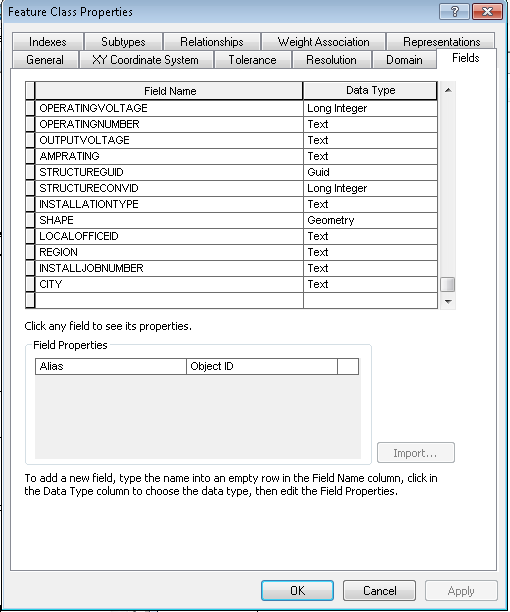 Feature Class Properties
Indexes Subtypes Relationships Weight Association Representations
General XY Coordinate System Tolerance Resolution Domain Fields
Field Name Data Type
OPERATINGVOLTAGE Long Integer
OPERATINGNUMBER Text
OUTPUTVOLTAGE Text
AMPRATING Text
STRUCTUREGUID Guid
STRUCTURECONVID Long Integer
INSTALLATIONTYPE Text
SHAPE Geometry
LOCALOFFICEID Text
REGION Text
INSTALLJOBNUMBER Text
CITY Text
Click any field to see its properties.
Field Properties
Alias Object ID
Import...
To add a new field, type the name into an empty row in the Field Name column, click in
the Data Type column to choose the data type, then edit the Field Properties.
OK Cancel Apply